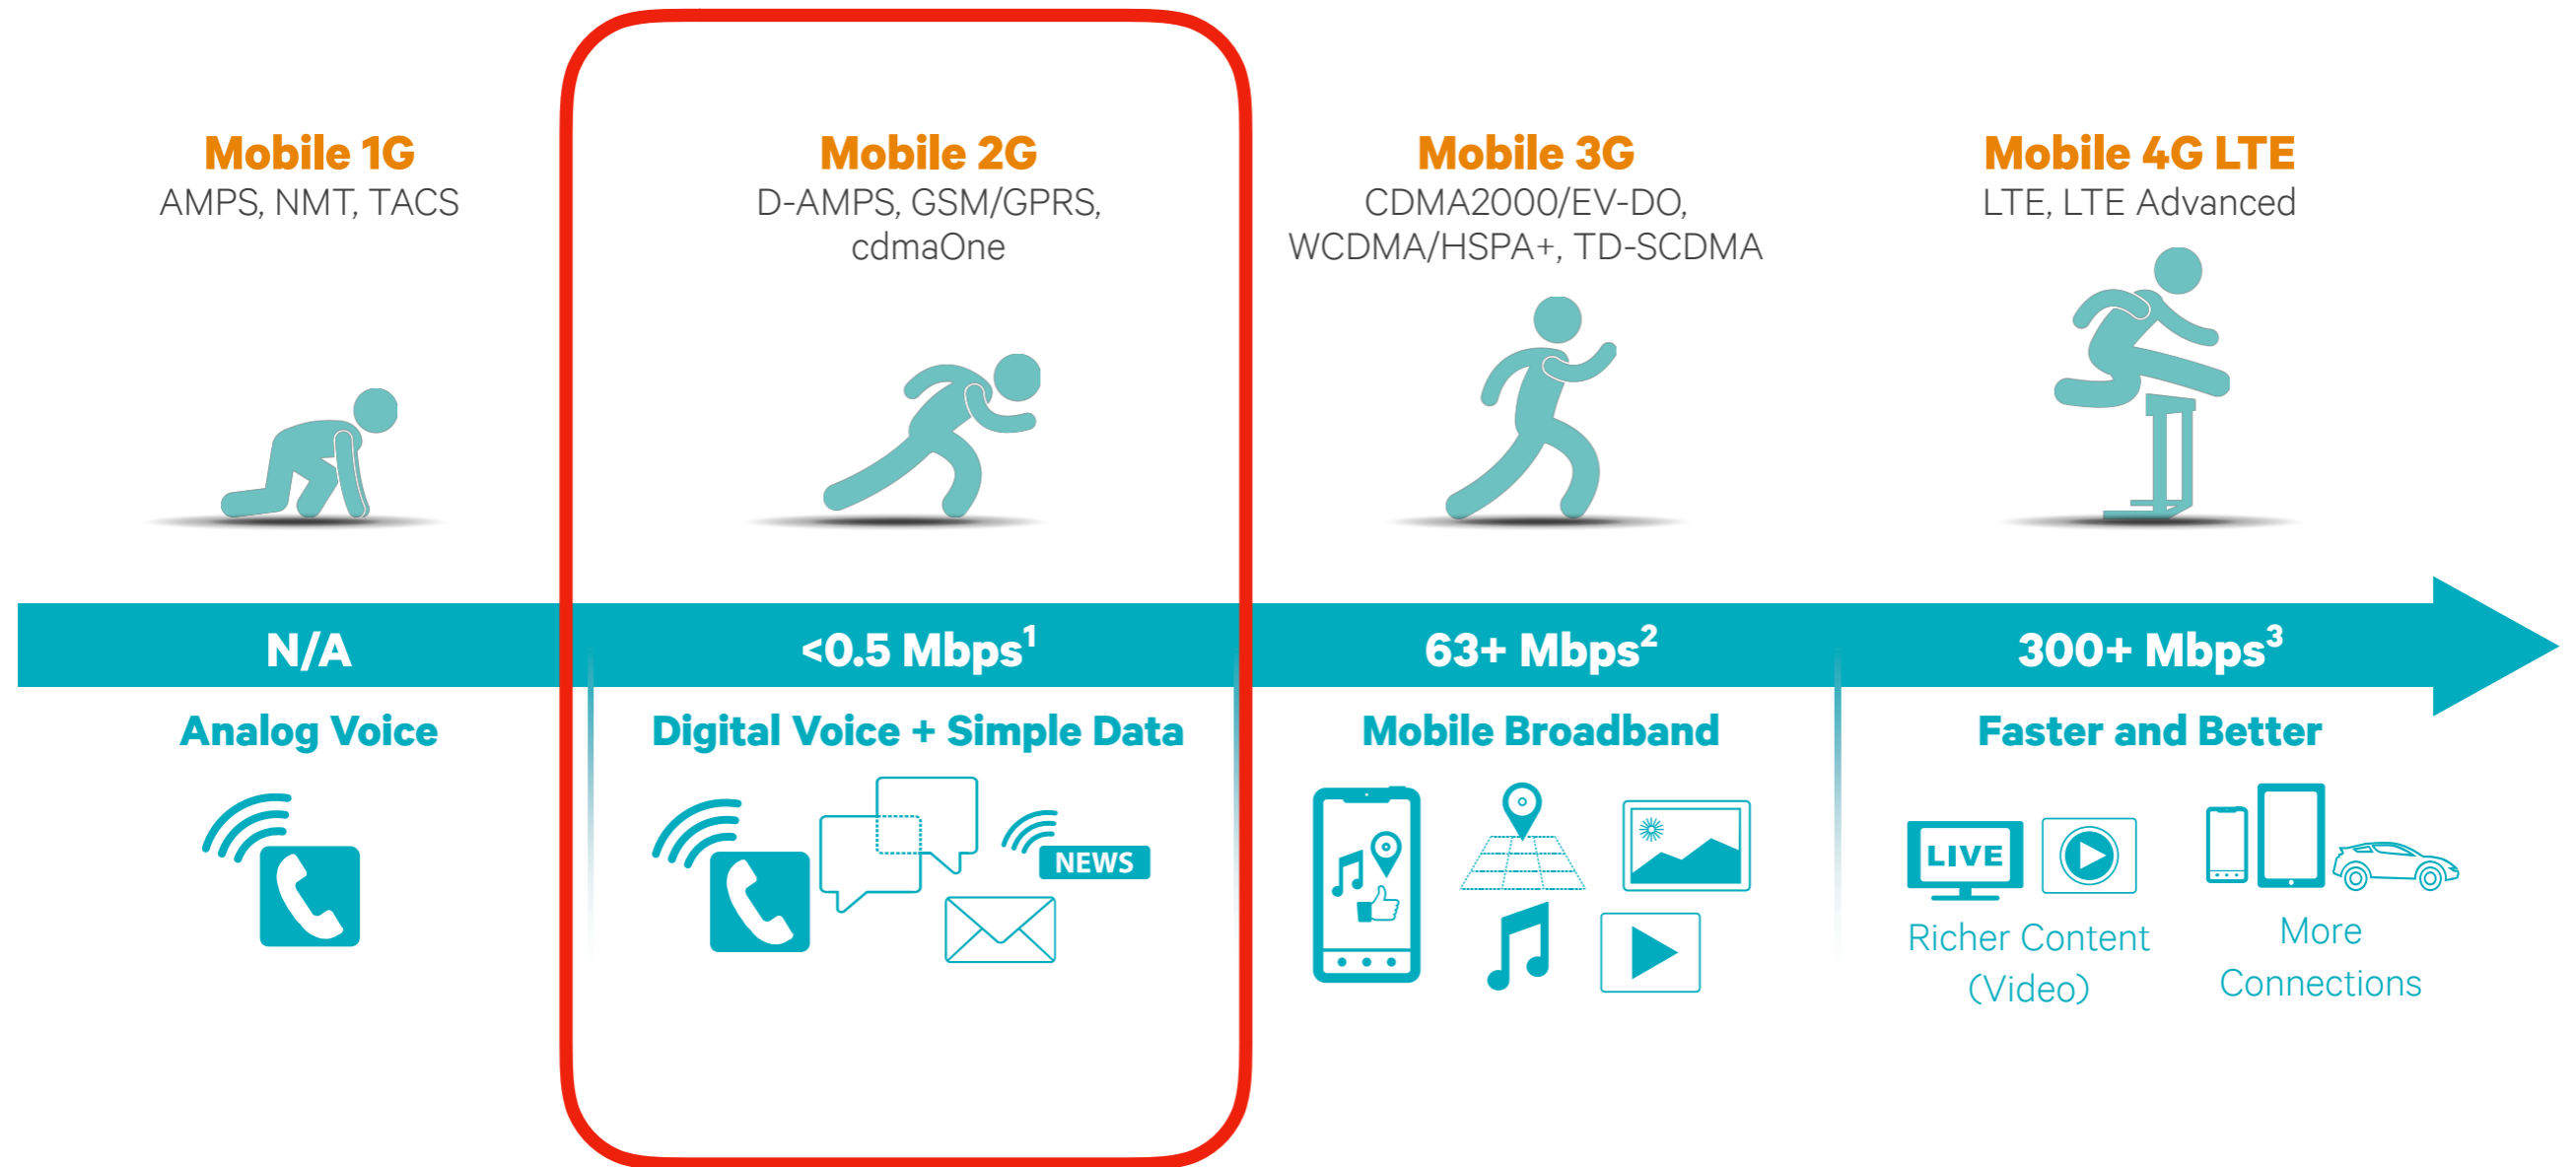 Mobile 1G
AMPS, NMT, TACS
Mobile 2G
D-AMPS, GSM/GPRS,
cdmaOne
Mobile 3G
CDMA2000/EV-DO,
WCDMA/HSPA+, TD-SCDMA
Mobile 4G LTE
LTE, LTE Advanced
N/A
<0.5 Mbps¹
63+ Mbps²
300+ Mbps³
Analog Voice
Digital Voice + Simple Data
NEWS
Mobile Broadband
Faster and Better
LIVE
Richer Content
(Video)
More
Connections